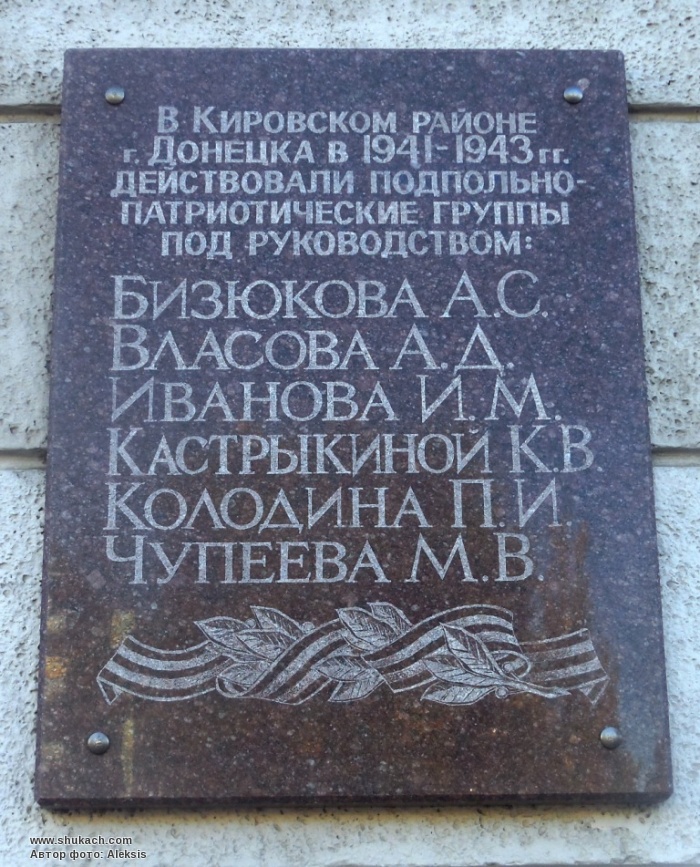 В КИРОВСКОМ РАЙОНЕ
г. ДОНЕЦКА В 1941-1943 гг.
ДЕЙСТВОВАЛИ ПОДПОЛЬНО-
ПАТРИОТИЧЕСКИЕ ГРУППЫ
ПОД РУКОВОДСТВОМ:
БИЗЮКОВА А.С.
ВЛАСОВА А.Д.
ИВАНОВА И.М.
КАСТРЫКИНОЙ К.В.
КОЛОДИНА П.И.
ЧУПЕЕВА М.В.
www.shukach.com
Автор фото: Aleksis